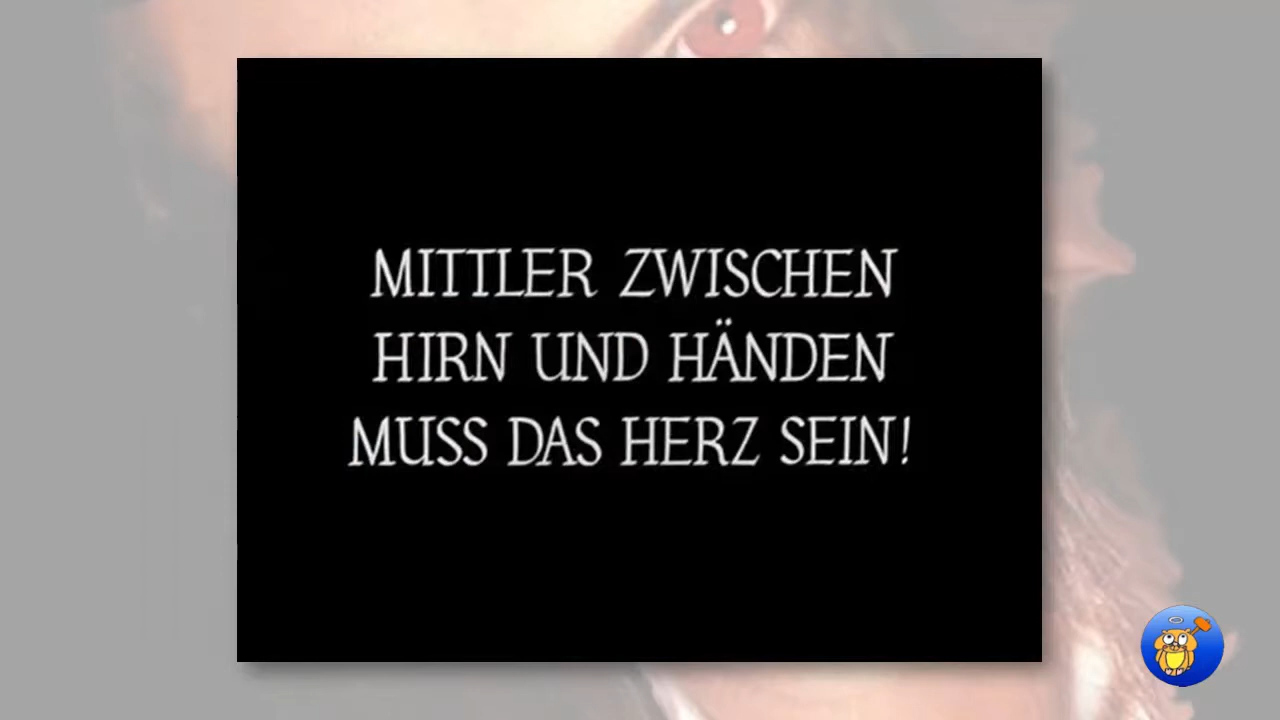 MITTLER ZWISCHEN
HIRN UND HÄNDEN
MUSS DAS HERZ SEIN!